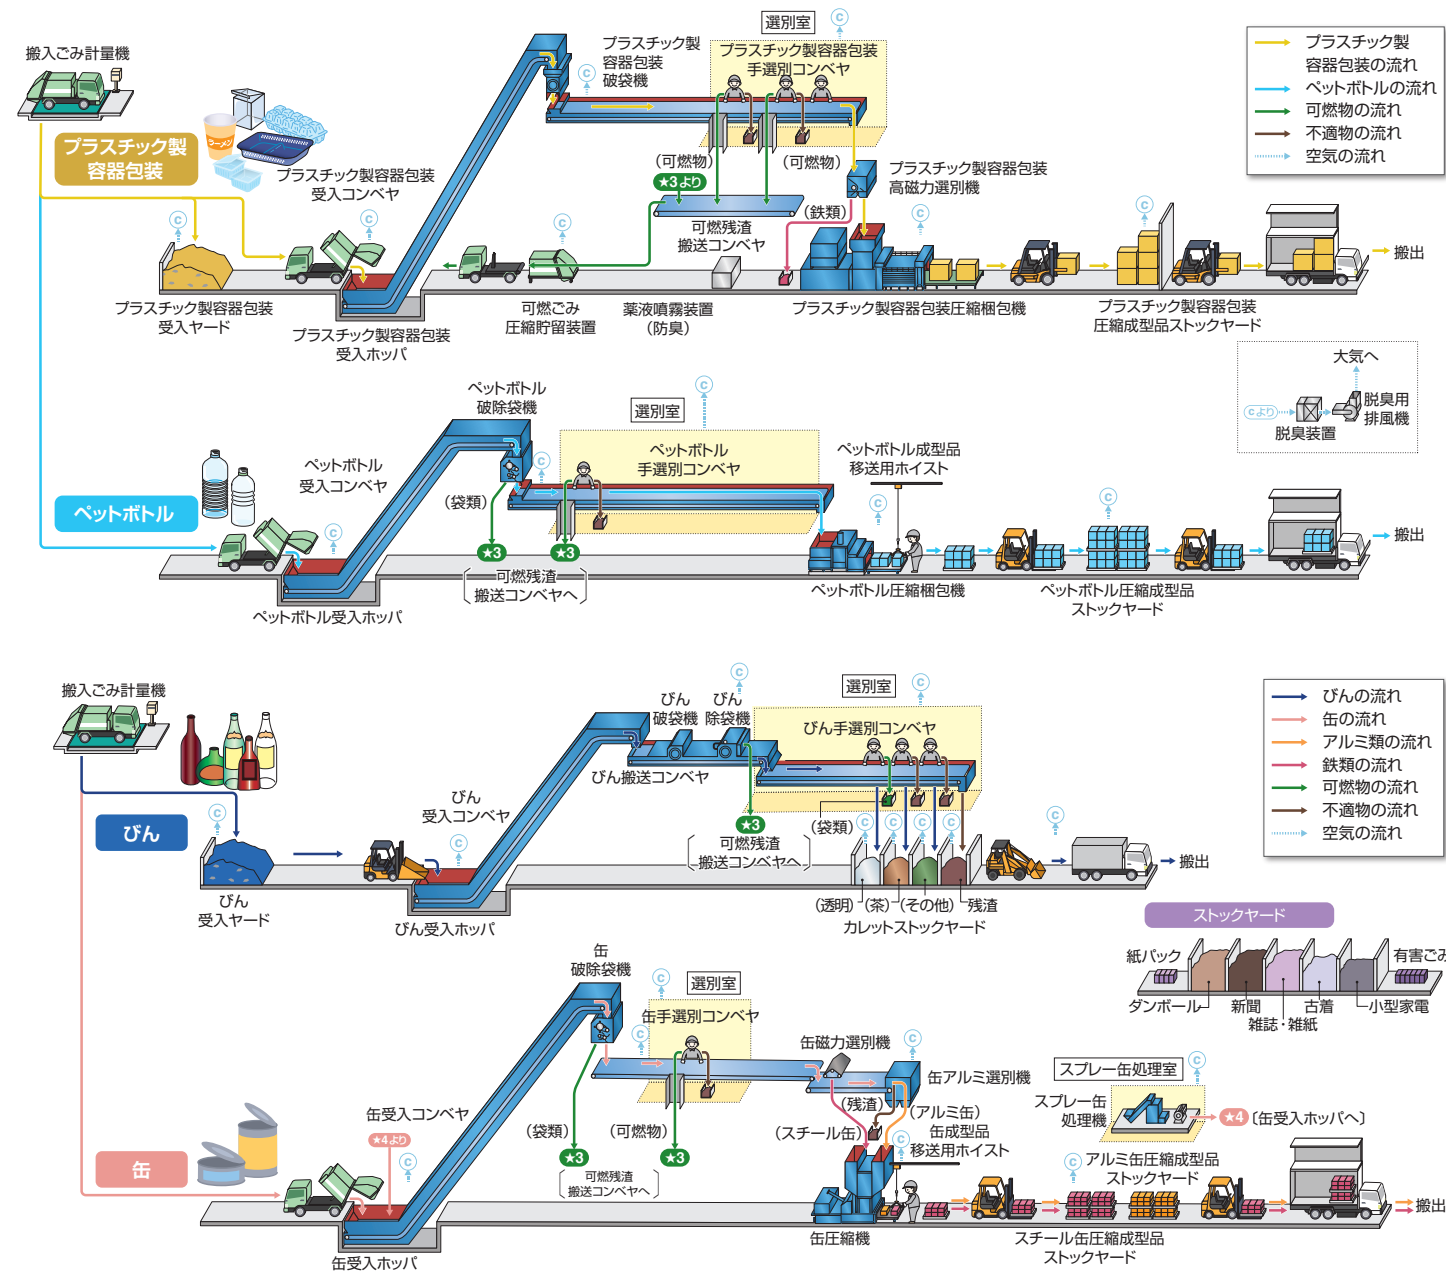 搬入ごみ計量機
プラスチック製
容器包装
ラーメン
プラスチック製容器包装
受入コンベヤ
プラスチック製
容器包装
破袋機
選別室
プラスチック製容器包装
手選別コンベヤ
C
C
C
C
C
C
C
(可燃物)
(可燃物)
★3より
可燃残渣
搬送コンベヤ
(鉄類)
プラスチック製容器包装
高磁力選別機
プラスチック製容器包装
受入ヤード
プラスチック製容器包装
受入ホッパ
可燃ごみ
圧縮貯留装置
薬液噴霧装置
(防臭)
プラスチック製容器包装圧縮梱包機
プラスチック製容器包装
圧縮成型品ストックヤード
搬出
プラスチック製
容器包装の流れ
ペットボトルの流れ
可燃物の流れ
不適物の流れ
空気の流れ
大気へ
Cより
脱臭装置
脱臭用
排風機
ペットボトル
ペットボトル
受入コンベヤ
ペットボトル
破除袋機
選別室
ペットボトル
手選別コンベヤ
C
C
C
C
C
(袋類)
★3
★3
可燃残渣
搬送コンベヤへ
ペットボトル成型品
移送用ホイスト
ペットボトル受入ホッパ
ペットボトル圧縮梱包機
ペットボトル圧縮成型品
ストックヤード
搬出
搬入ごみ計量機
びん
びん
受入ヤード
びん
受入コンベヤ
びん受入ホッパ
びん
破袋機
びん
除袋機
びん搬送コンベヤ
選別室
びん手選別コンベヤ
C
C
C
C
C
C
C
C
C
★3
可燃残渣
搬送コンベヤへ
(袋類)
(透明)
(茶)
(その他)
残渣
カレットストックヤード
搬出
びんの流れ
缶の流れ
アルミ類の流れ
鉄類の流れ
可燃物の流れ
不適物の流れ
空気の流れ
ストックヤード
紙パック
ダンボール
新聞
雑誌・雑紙
古着
小型家電
有害ごみ
缶
缶受入コンベヤ
★4より
缶受入ホッパ
缶
破除袋機
選別室
缶手選別コンベヤ
C
C
C
C
C
C
C
(袋類)
(可燃物)
★3
★3
可燃残渣
搬送コンベヤへ
缶磁力選別機
缶アルミ選別機
(残渣)
(スチール缶)
(アルミ缶)
缶成型品
移送用ホイスト
缶圧縮機
スプレー缶処理室
スプレー缶
処理機
★4
〔缶受入ホッパへ〕
アルミ缶圧縮成型品
ストックヤード
スチール缶圧縮成型品
ストックヤード
搬出